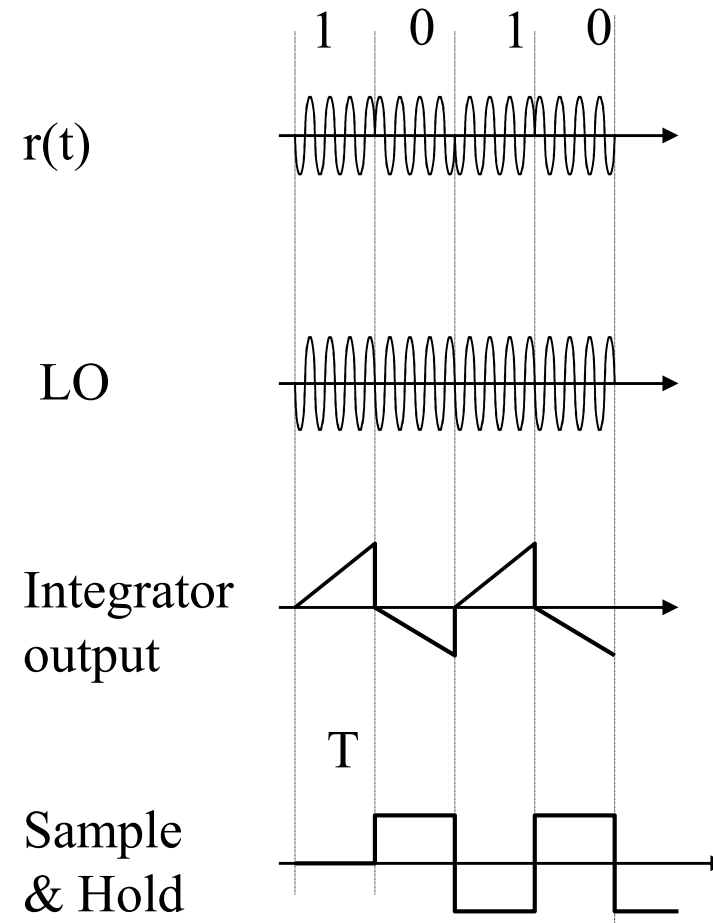 1 0 1 0
r(t)
LO
Integrator
output
T
Sample
& Hold